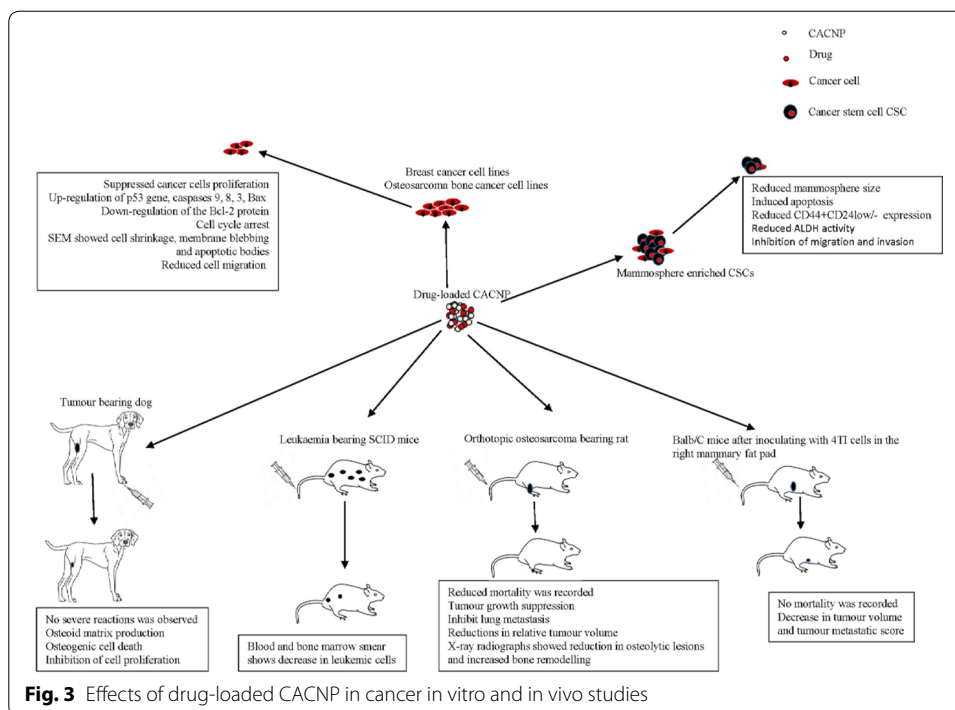 CACNP
Drug
Cancer cell
Cancer stem cell CSC
Breast cancer cell lines
Osteosarcoma bone cancer cell lines
Suppressed cancer cells proliferation
Up-regulation of p53 gene, caspases 9, 8, 3, Bax
Down-regulation of the Bcl-2 protein
Cell cycle arrest
SEM showed cell shrinkage, membrane blebbing
and apoptotic bodies
Reduced cell migration
Reduced mammosphere size
Induced apoptosis
Reduced CD44+CD24low/- expression
Reduced ALDH activity
Inhibition of migration and invasion
Mammosphere enriched CSCs
Drug-loaded CACNP
Tumour bearing dog
Leukaemia bearing SCID mice
Orthotopic osteosarcoma bearing rat
Balb/C mice after inoculating with 4TI cells in the
right mammary fat pad
No severe reactions was observed
Osteoid matrix production
Osteogenic cell death
Inhibition of cell proliferation
Blood and bone marrow smear
shows decrease in leukemic cells
Reduced mortality was recorded
Tumour growth suppression
Inhibit lung metastasis
Reductions in relative tumour volume
X-ray radiographs showed reduction in osteolytic lesions
and increased bone remodelling
No mortality was recorded
Decrease in tumour volume
and tumour metastatic score
Fig. 3 Effects of drug-loaded CACNP in cancer in vitro and in vivo studies